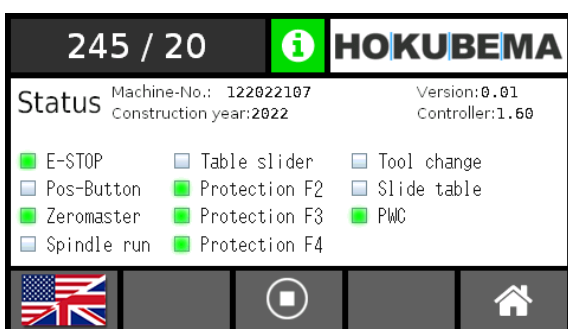 245 / 20 i HOKUBEMA
Status
Machine-No.: 122022107 Version:0.01
Construction year:2022 Controller:1.60
E-STOP Table slider Tool change
Pos-Button Protection F2 Slide table
Zeromaster Protection F3 PWC
Spindle run Protection F4